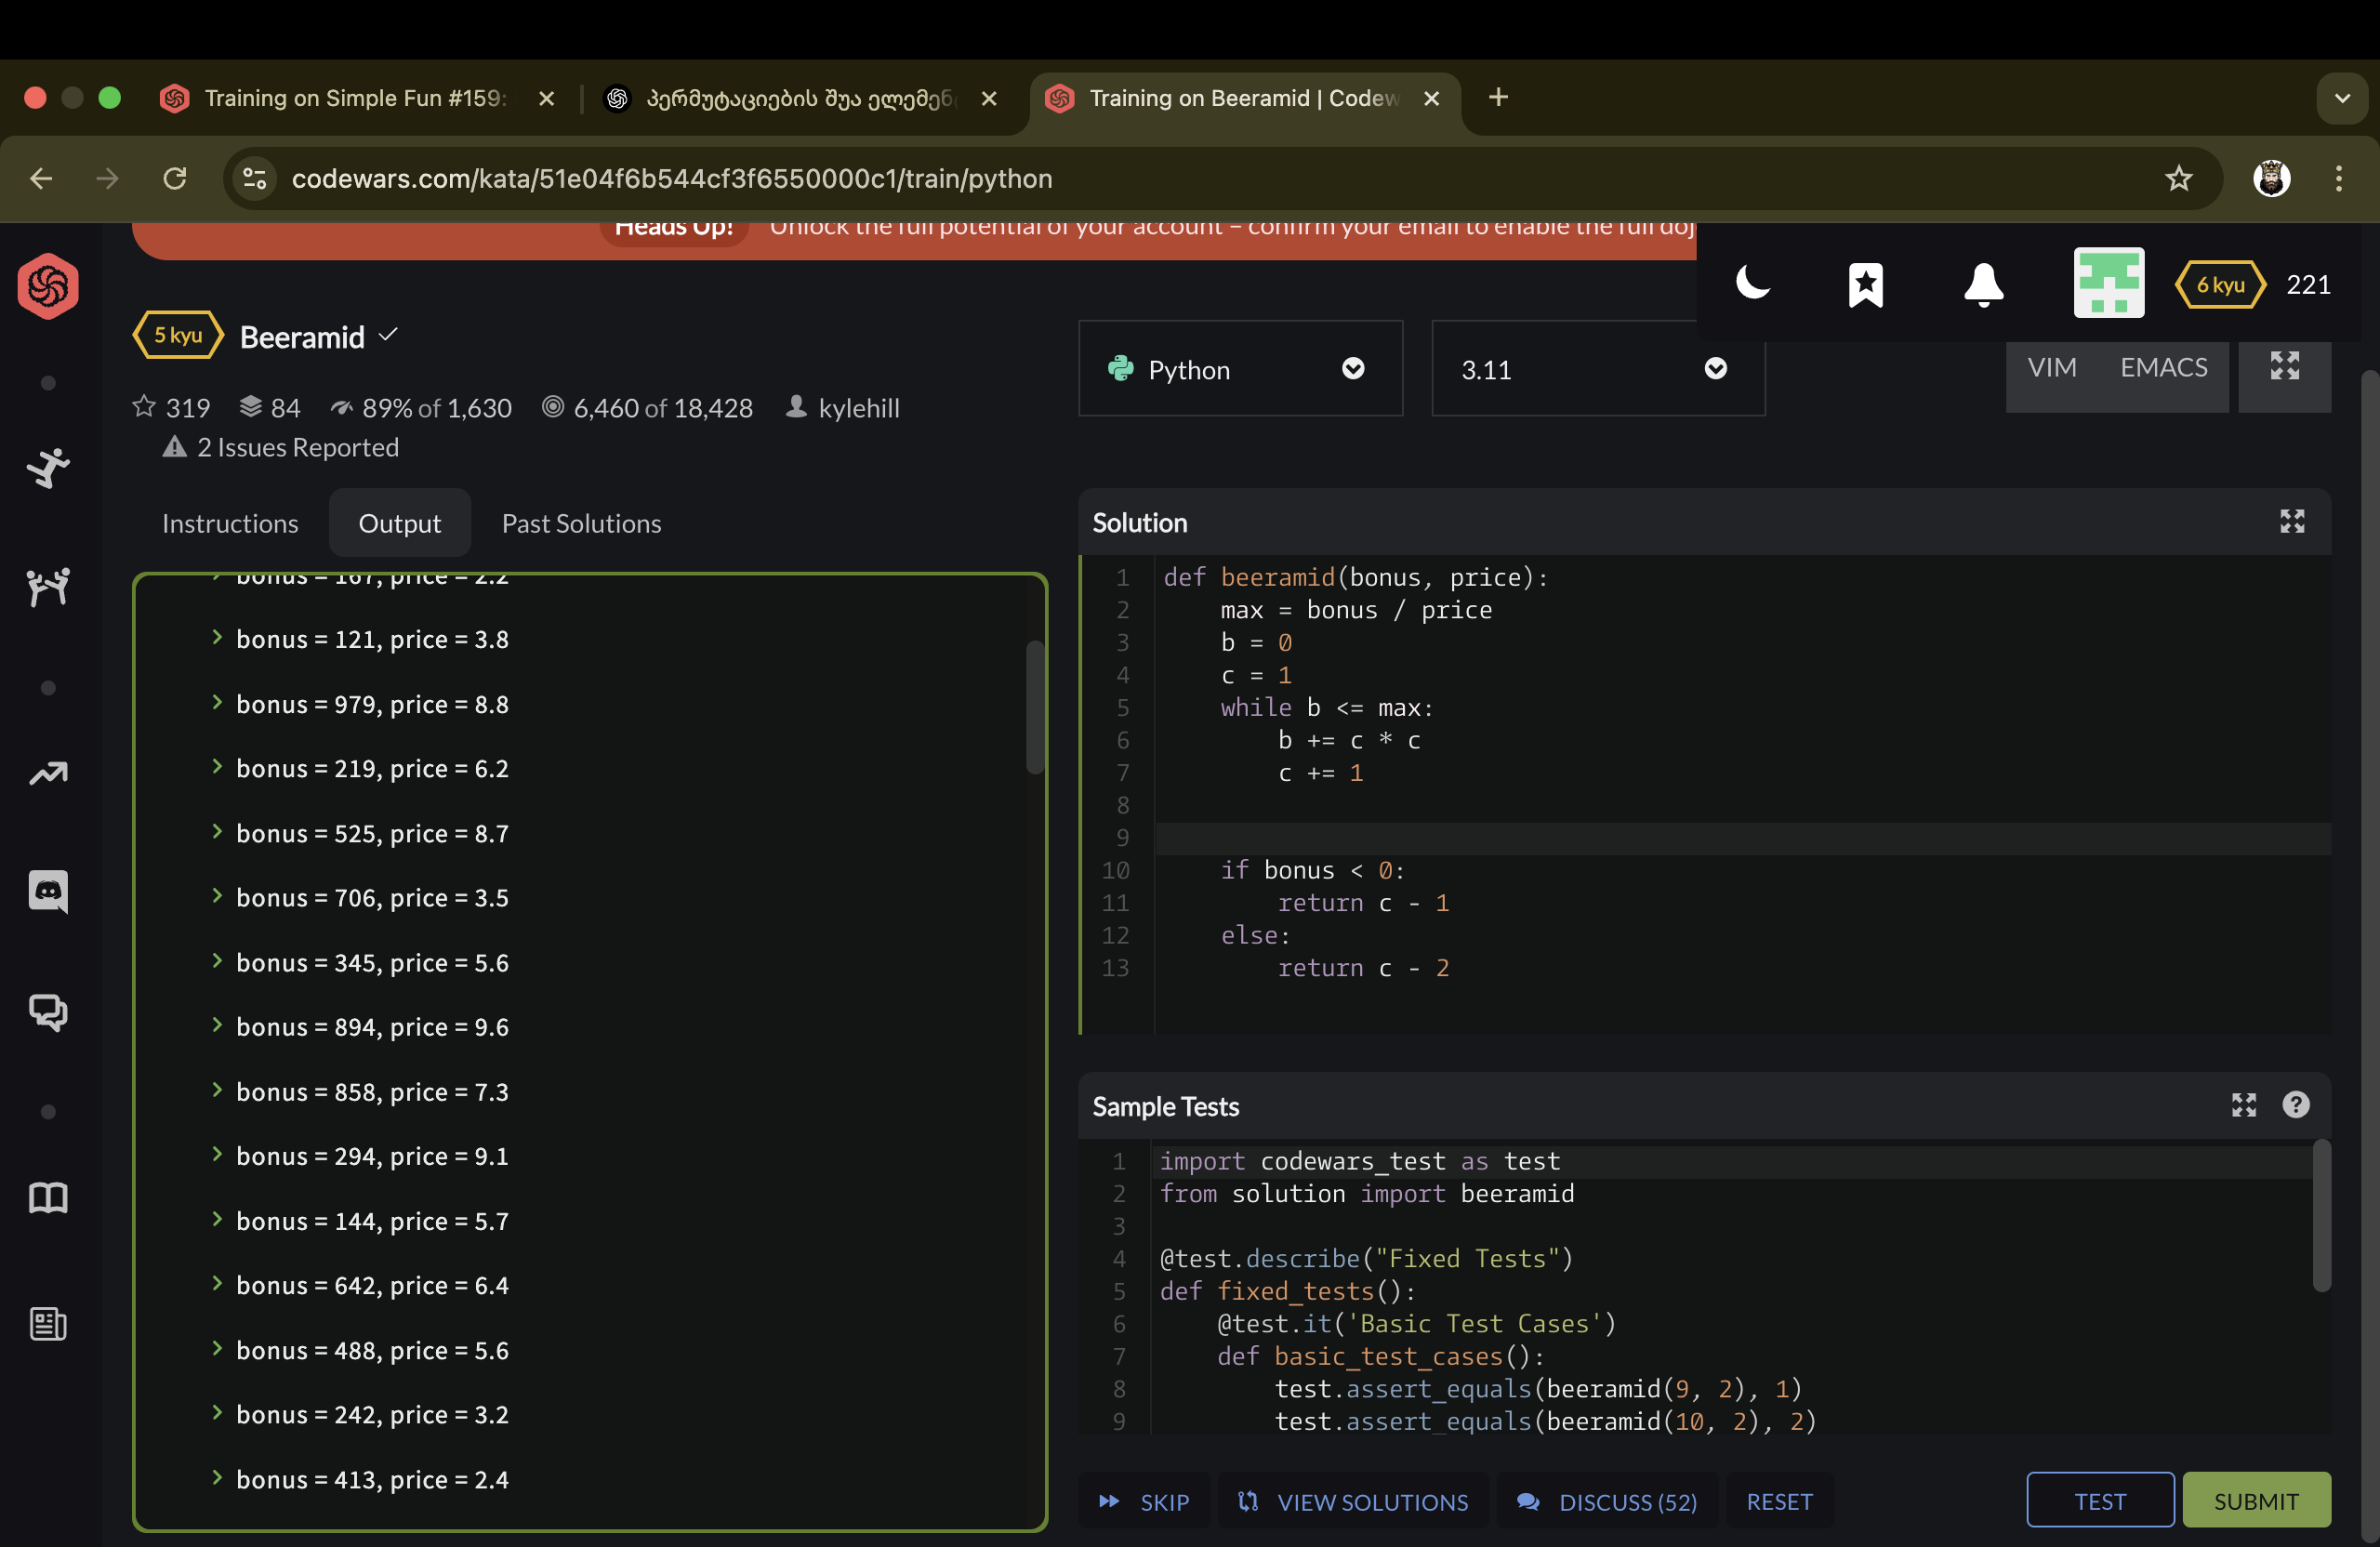 Training on Simple Fun #159:
პერმუტაციების შუა ელემენ
Training on Beeramid | Codew
codewars.com/kata/51e04f6b544cf3f6550000c1/train/python
Heads Up! Unlock the full potential of your account – confirm your email to enable the full doj
6 kyu 221
5 kyu Beeramid
319 84 89% of 1,630 6,460 of 18,428 kylehill
2 Issues Reported
Python 3.11 VIM EMACS
Instructions Output Past Solutions
bonus = 167, price = 2.2
bonus = 121, price = 3.8
bonus = 979, price = 8.8
bonus = 219, price = 6.2
bonus = 525, price = 8.7
bonus = 706, price = 3.5
bonus = 345, price = 5.6
bonus = 894, price = 9.6
bonus = 858, price = 7.3
bonus = 294, price = 9.1
bonus = 144, price = 5.7
bonus = 642, price = 6.4
bonus = 488, price = 5.6
bonus = 242, price = 3.2
bonus = 413, price = 2.4
Solution
1 def beeramid(bonus, price):
2     max = bonus / price
3     b = 0
4     c = 1
5     while b <= max:
6         b += c * c
7         c += 1
8
9
10     if bonus < 0:
11         return c - 1
12     else:
13         return c - 2
Sample Tests
1 import codewars_test as test
2 from solution import beeramid
3
4 @test.describe("Fixed Tests")
5 def fixed_tests():
6     @test.it('Basic Test Cases')
7     def basic_test_cases():
8         test.assert_equals(beeramid(9, 2), 1)
9         test.assert_equals(beeramid(10, 2), 2)
SKIP VIEW SOLUTIONS DISCUSS (52) RESET TEST SUBMIT